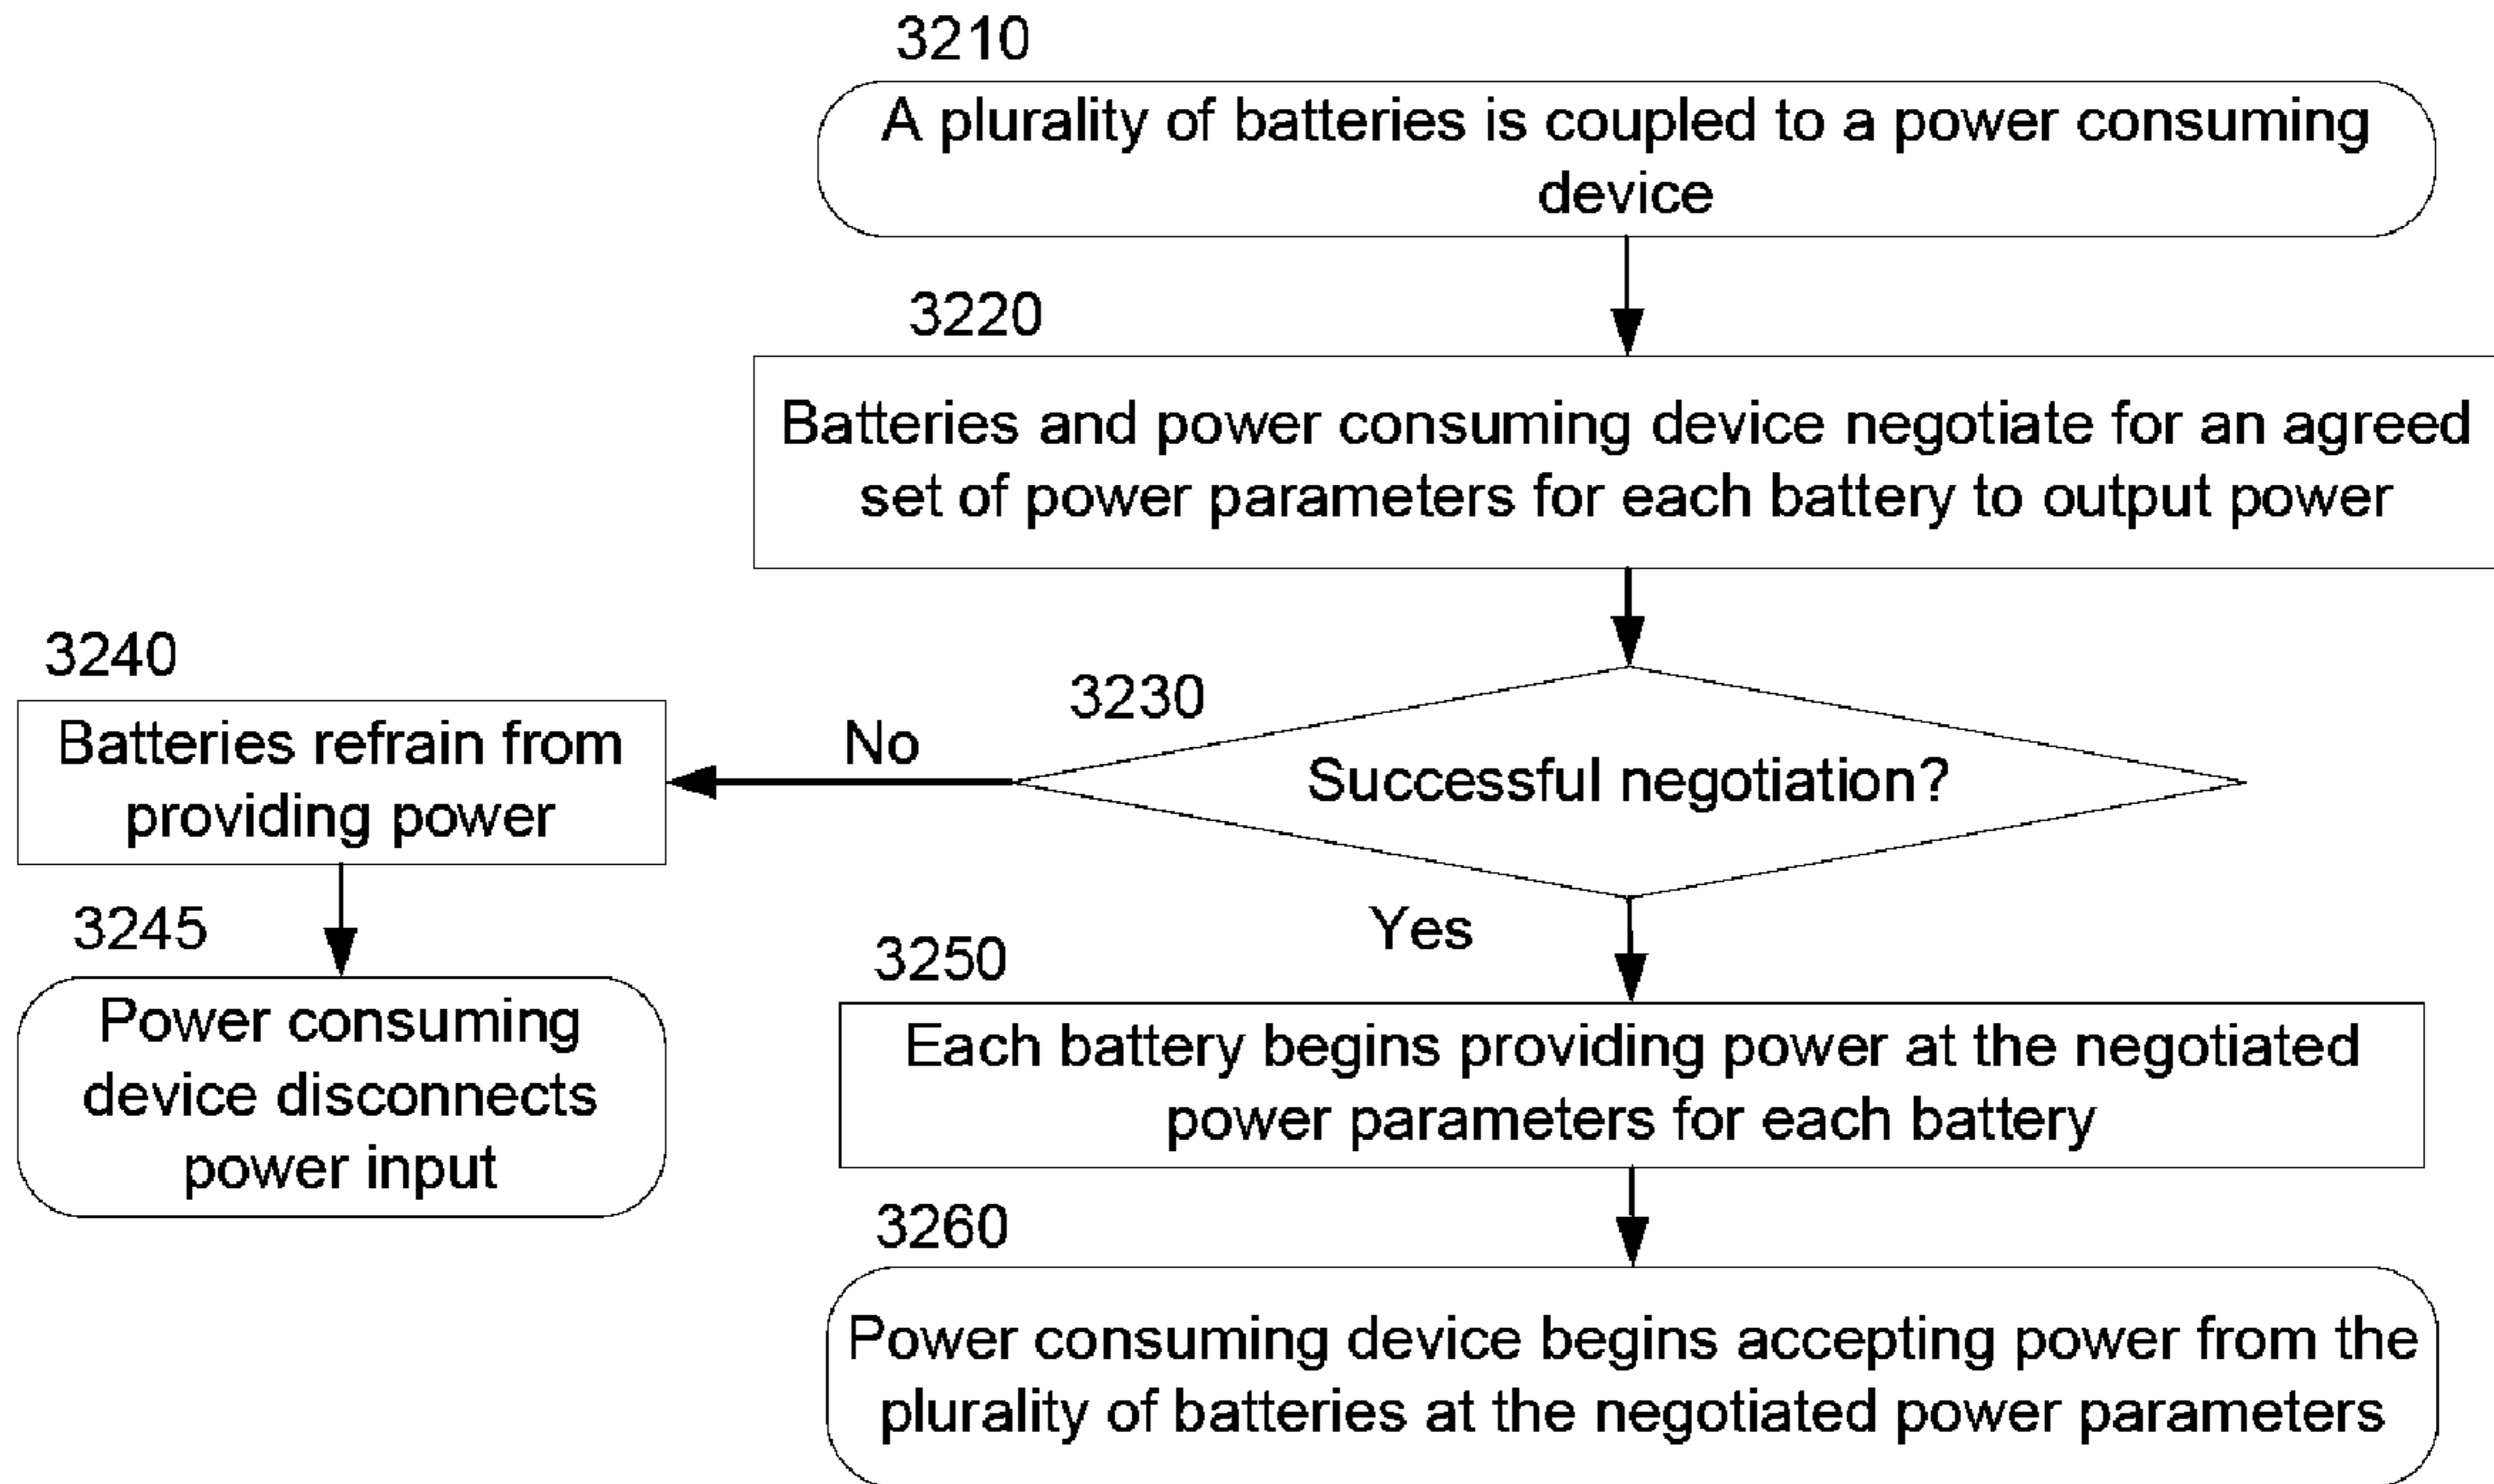 3210
A plurality of batteries is coupled to a power consuming
device
3220
Batteries and power consuming device negotiate for an agreed
set of power parameters for each battery to output power
3230
Successful negotiation?
No
3240
Batteries refrain from
providing power
3245
Power consuming
device disconnects
power input
Yes
3250
Each battery begins providing power at the negotiated
power parameters for each battery
3260
Power consuming device begins accepting power from the
plurality of batteries at the negotiated power parameters